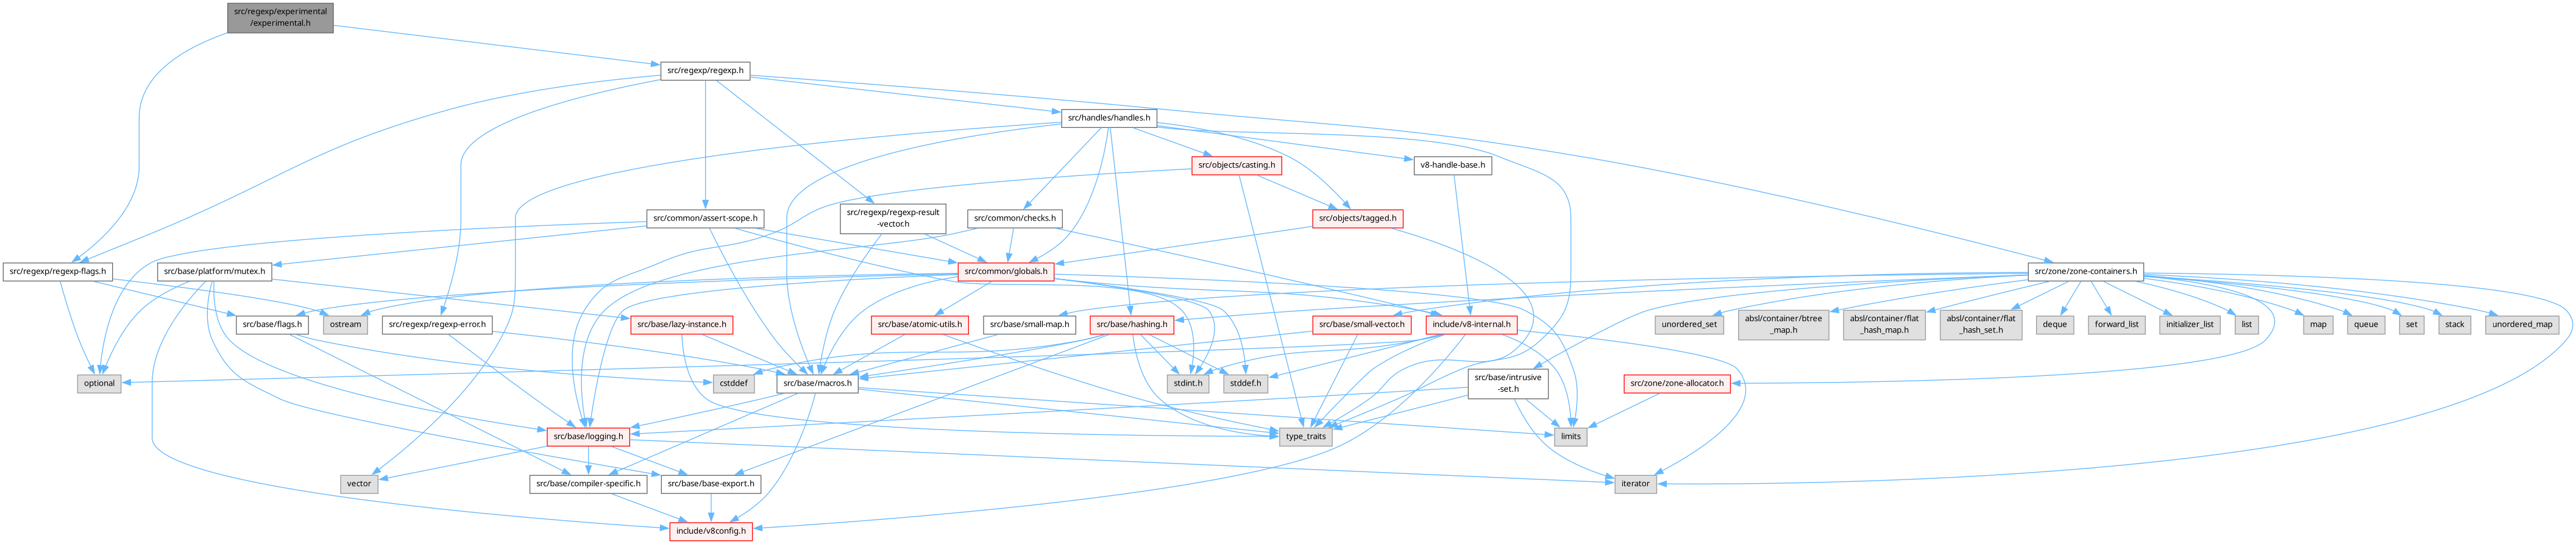 src/regexp/experimental
/experimental.h
src/regexp/regexp.h
src/handles/handles.h
src/objects/casting.h
v8-handle-base.h
src/common/assert-scope.h
src/regexp/regexp-result
-vector.h
src/common/checks.h
src/objects/tagged.h
src/regexp/regexp-flags.h
src/base/platform/mutex.h
src/common/globals.h
src/zone/zone-containers.h
src/base/flags.h
ostream
src/regexp/regexp-error.h
src/base/lazy-instance.h
src/base/atomic-utils.h
src/base/small-map.h
src/base/hashing.h
src/base/small-vector.h
include/v8-internal.h
unordered_set
absl/container/btree
_map.h
absl/container/flat
_hash_map.h
absl/container/flat
_hash_set.h
deque
forward_list
initializer_list
list
map
queue
set
stack
unordered_map
optional
cstddef
src/base/macros.h
stdint.h
stddef.h
src/base/intrusive
-set.h
src/zone/zone-allocator.h
src/base/logging.h
type_traits
limits
vector
src/base/compiler-specific.h
src/base/base-export.h
iterator
include/v8config.h